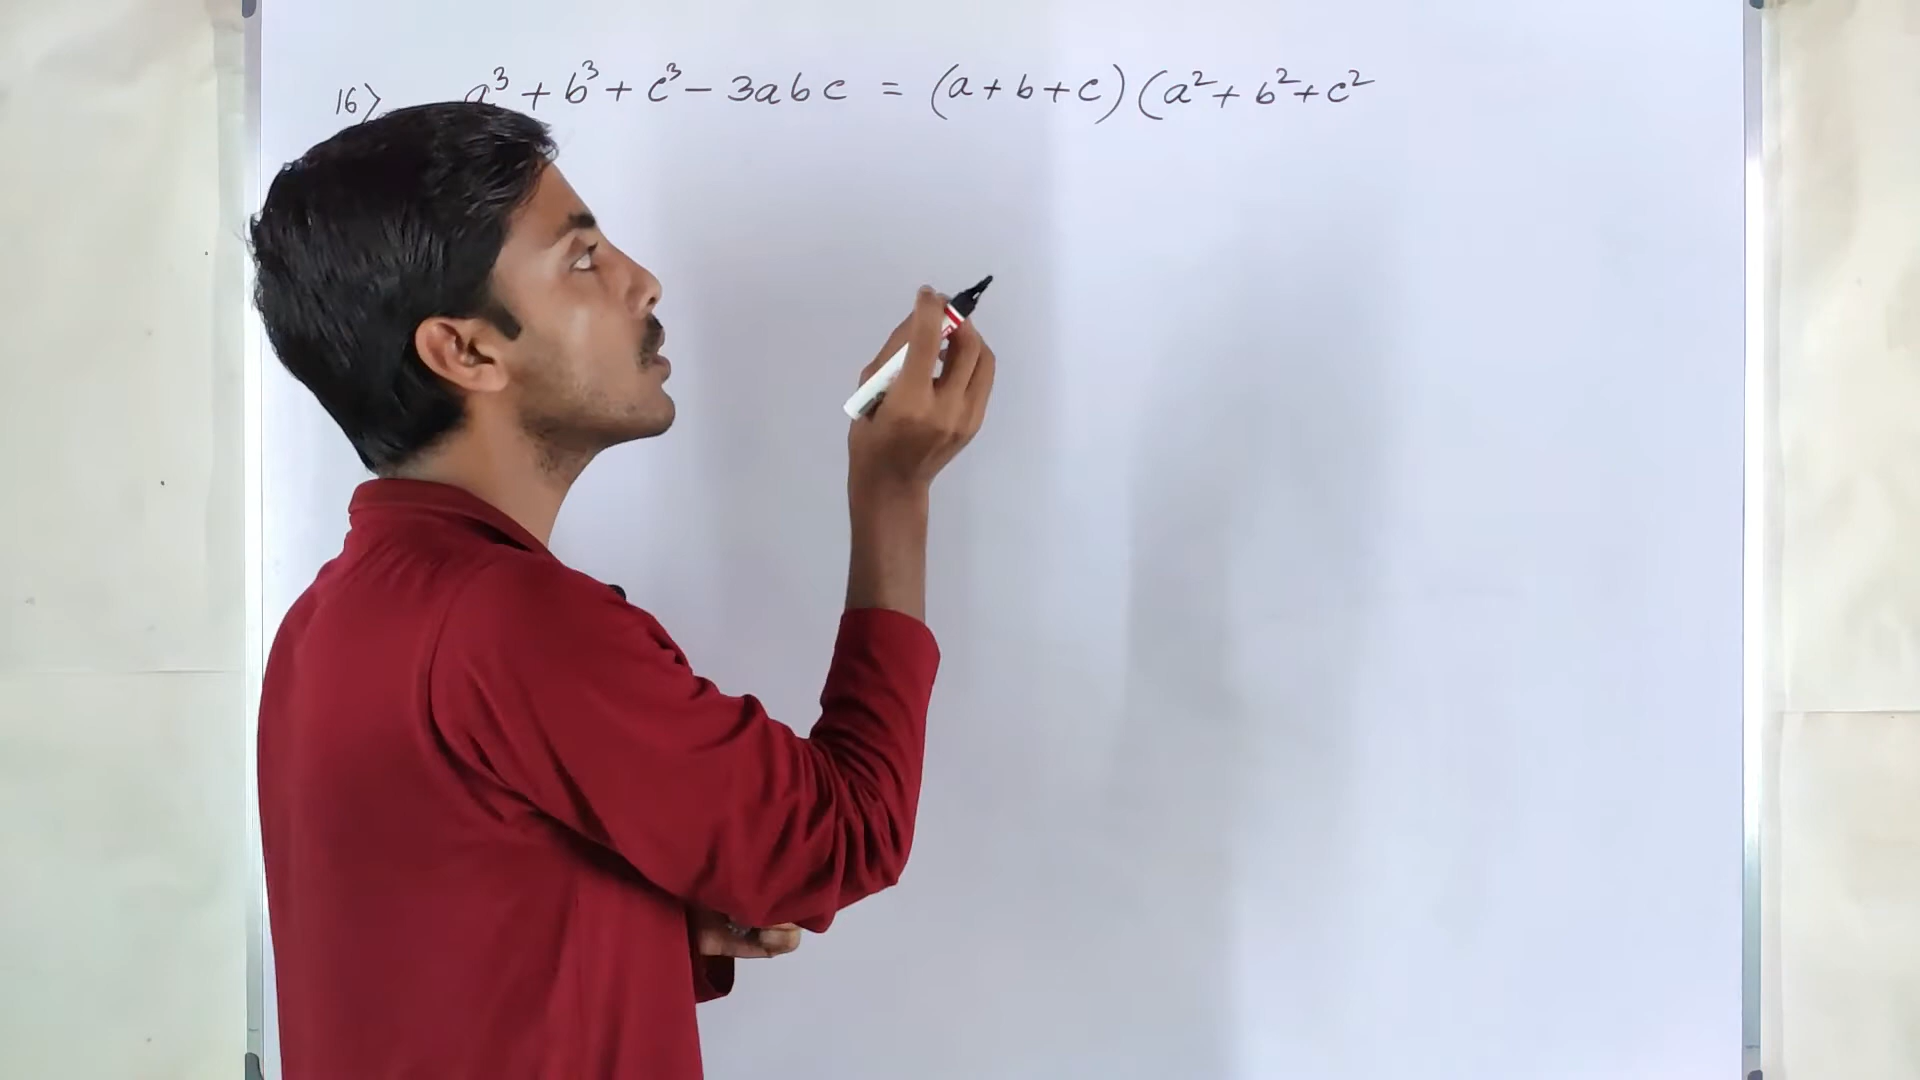 16> a³ + b³ + c³ - 3abc = (a+b+c)(a²+b²+c²